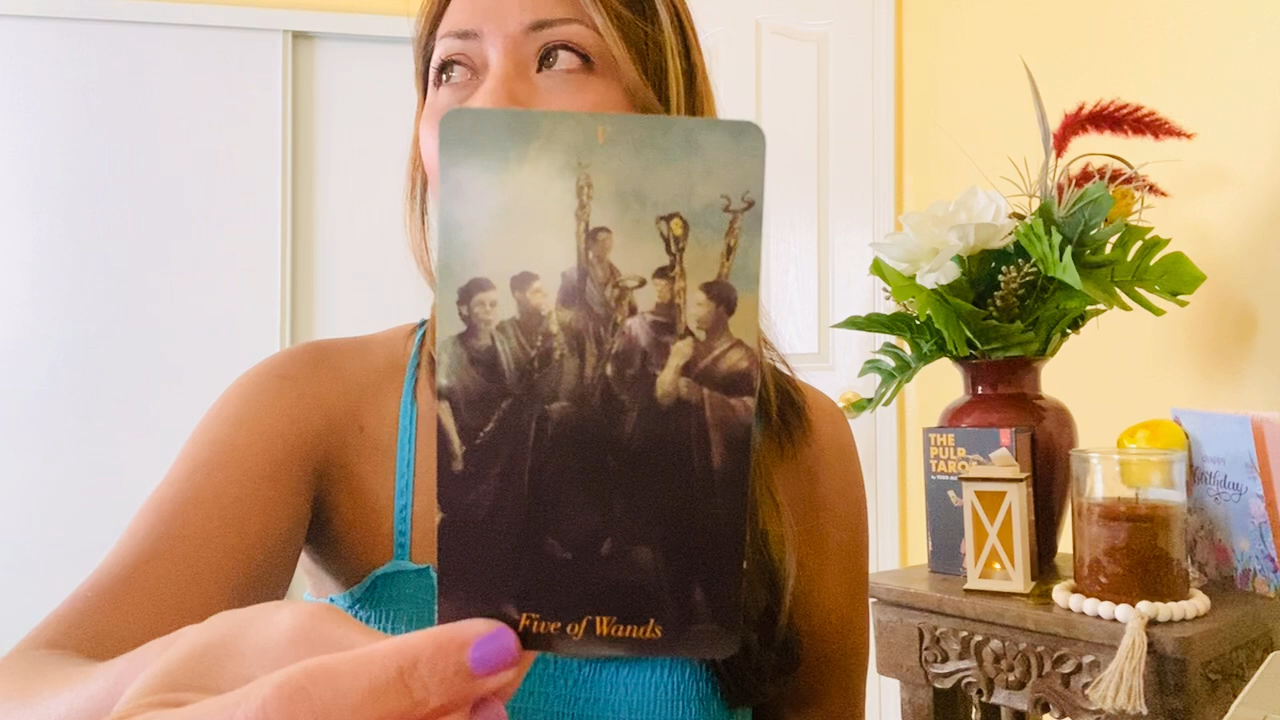 V
Five of Wands
THE
PULP
TAROT
Birthday